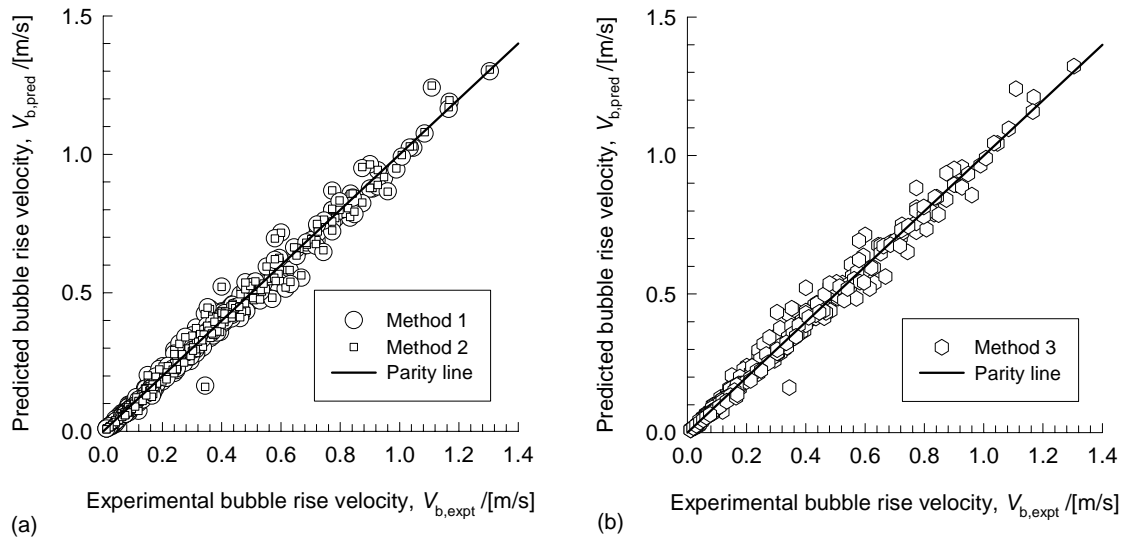 Predicted bubble rise velocity, V_b,pred /[m/s]
1.5
1.0
0.5
0.0
Method 1
Method 2
Parity line
0.0 0.2 0.4 0.6 0.8 1.0 1.2 1.4
Experimental bubble rise velocity, V_b,expt /[m/s]
(a)
Predicted bubble rise velocity, V_b,pred /[m/s]
1.5
1.0
0.5
0.0
Method 3
Parity line
0.0 0.2 0.4 0.6 0.8 1.0 1.2 1.4
Experimental bubble rise velocity, V_b,expt /[m/s]
(b)